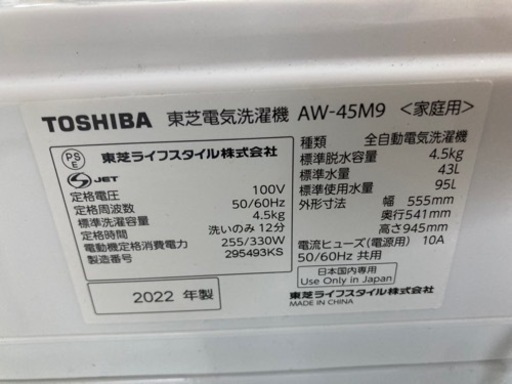 TOSHIBA 東芝電気洗濯機 AW-45M9 <家庭用>
PS
E
東芝ライフスタイル株式会社
S JET
定格電圧 100V
定格周波数 50/60Hz
標準洗濯容量 4.5kg
定格時間 洗いのみ 12分
電動機定格消費電力 255/330W
製造番号 295493KS
2022 年製
種類 全自動電気洗濯機
標準脱水容量 4.5kg
標準水量 43L
標準使用水量 95L
外形寸法 幅 555mm
奥行541mm
高さ945mm
電流ヒューズ(電源用) 10A
50/60Hz 共用
日本国内専用
Use Only in Japan
東芝ライフスタイル株式会社
MADE IN CHINA